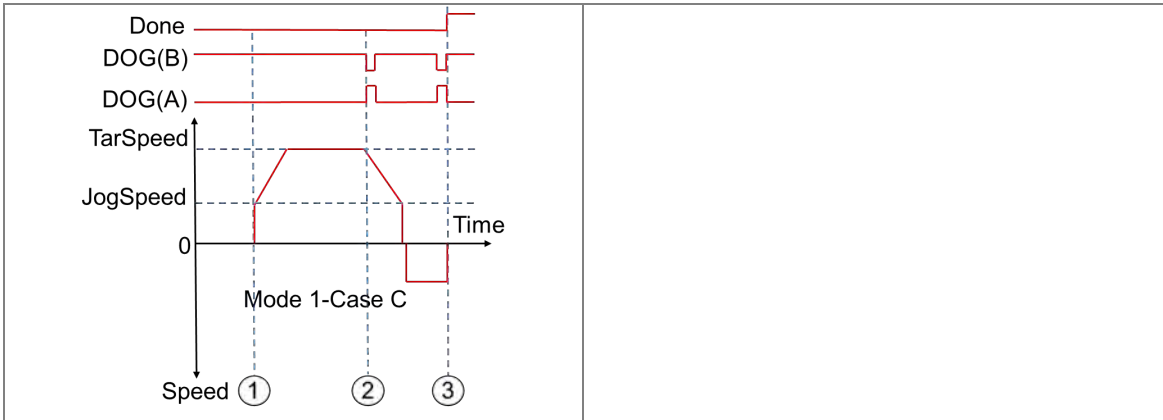 Done
DOG(B)
DOG(A)
TarSpeed
JogSpeed
Time
0
Mode 1-Case C
Speed 1 2 3